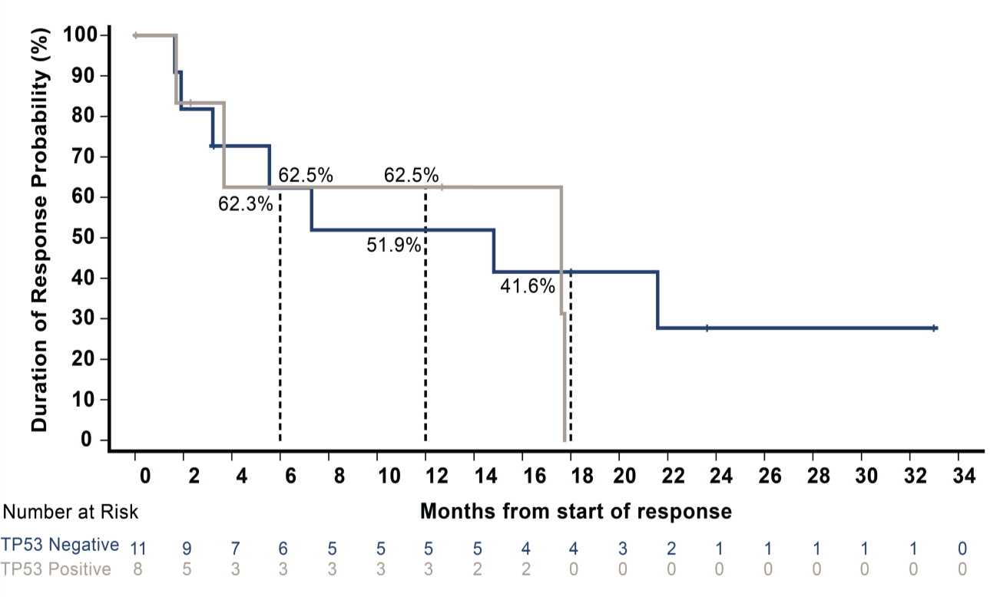 Duration of Response Probability (%)
100
90
80
70
60
50
40
30
20
10
0
62.5%
62.5%
62.3%
51.9%
41.6%
0 2 4 6 8 10 12 14 16 18 20 22 24 26 28 30 32 34
Number at Risk
Months from start of response
TP53 Negative 11 9 7 6 5 5 5 5 4 4 3 2 1 1 1 1 1 0
TP53 Positive 8 5 3 3 3 3 3 2 2 0 0 0 0 0 0 0 0 0